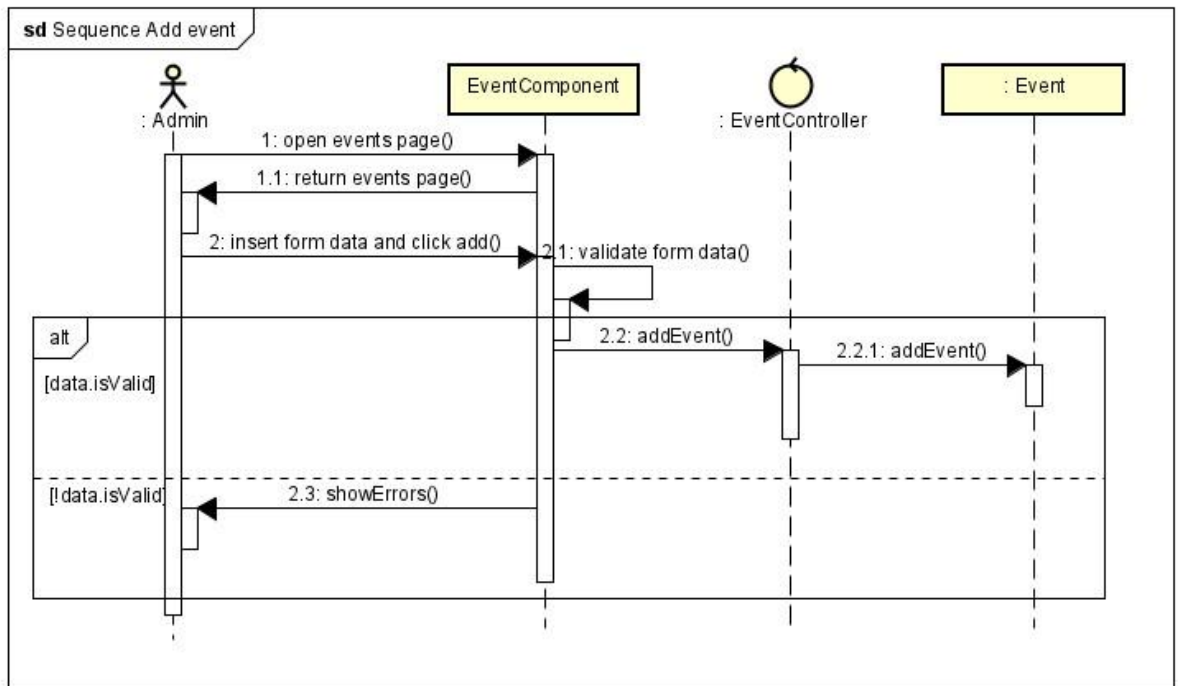 sd Sequence Add event
EventComponent
: Event
: Admin
: EventController
1: open events page()
1.1: return events page()
2: insert form data and click add()
2.1: validate form data()
alt
2.2: addEvent()
2.2.1: addEvent()
[data.isValid]
[!data.isValid]
2.3: showErrors()